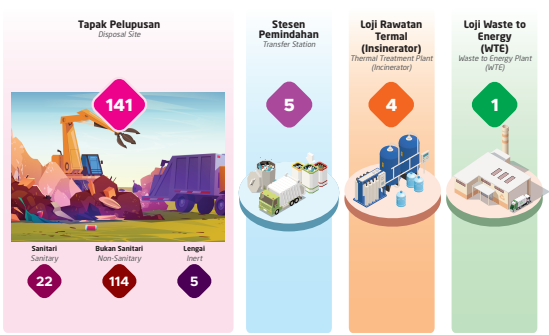 Tapak Pelupusan
Disposal Site
141
Sanitari
Sanitary
22
Bukan Sanitari
Non-Sanitary
114
Lengai
Inert
5
Stesen
Pemindahan
Transfer Station
5
Loji Rawatan
Termal
(Insinerator)
Thermal Treatment Plant
(Incinerator)
4
Loji Waste to
Energy
(WTE)
Waste to Energy Plant
(WTE)
1